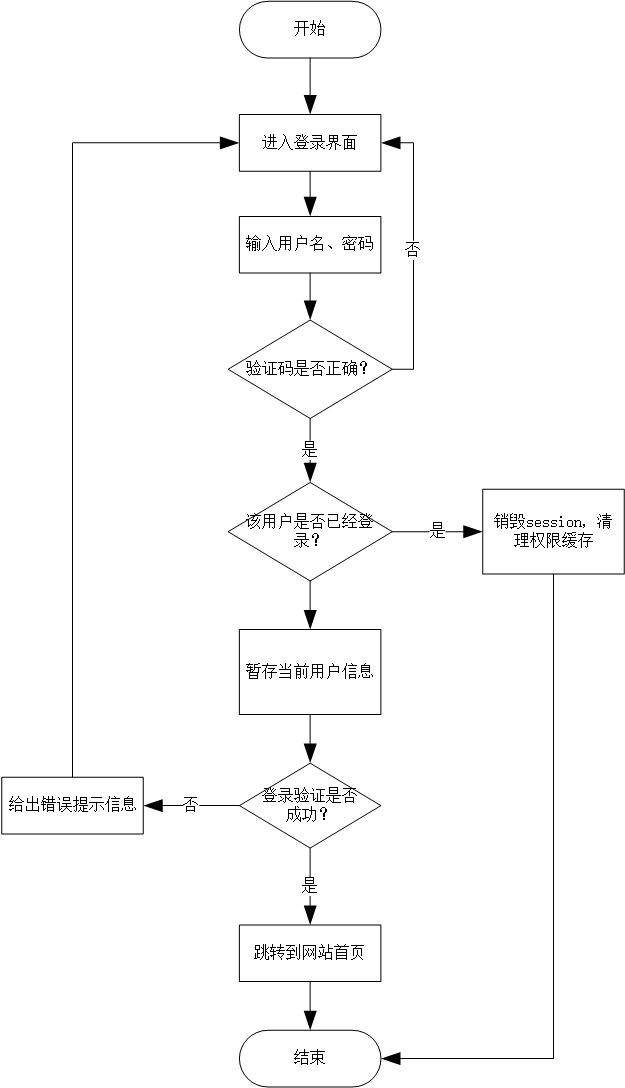 开始
进入登录界面
输入用户名、密码
否
验证码是否正确？
是
该用户是否已经登
录？
是
销毁session，清
理权限缓存
暂存当前用户信息
登录验证是否
成功？
否
给出错误提示信息
是
跳转到网站首页
结束